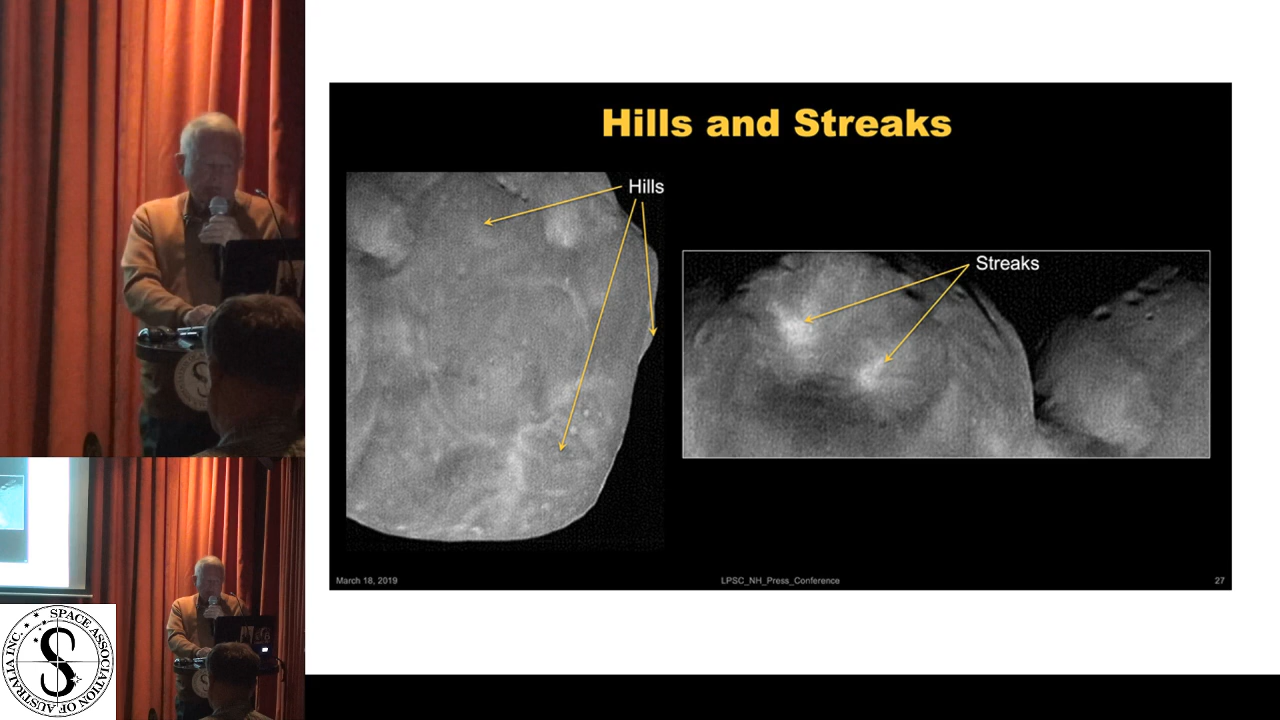 Hills and Streaks
Hills
Streaks
March 18, 2019
LPSC_NH_Press_Conference
27
SPACE ASSOCIATION OF AUSTRALIA INC.
S